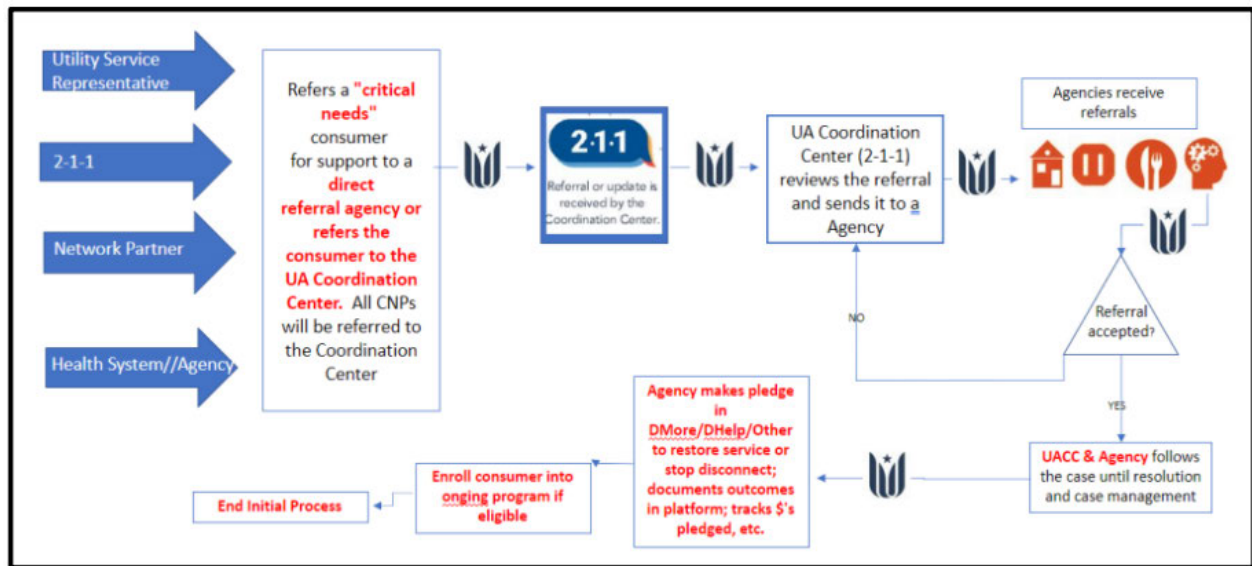 Utility Service
Representative
2-1-1
Network Partner
Health System//Agency
Refers a "critical
needs"
consumer
for support to a
direct
referral agency or
refers the
consumer to the
UA Coordination
Center. All CNPs
will be referred to
the Coordination
Center
2·1·1
Referral or update is
received by the
Coordination Center.
UA Coordination
Center (2-1-1)
reviews the referral
and sends it to a
Agency
Agencies receive
referrals
Referral
accepted?
NO
YES
UACC & Agency follows
the case until resolution
and case management
Agency makes pledge
in
DMore/DHelp/Other
to restore service or
stop disconnect;
documents outcomes
in platform; tracks $'s
pledged, etc.
Enroll consumer into
onging program if
eligible
End Initial Process